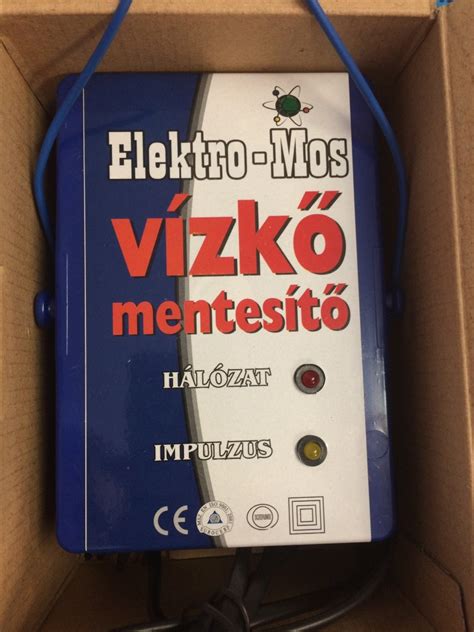 Elektro-Mos
vízkő
mentesítő
HÁLÓZAT
IMPULZUS
CE